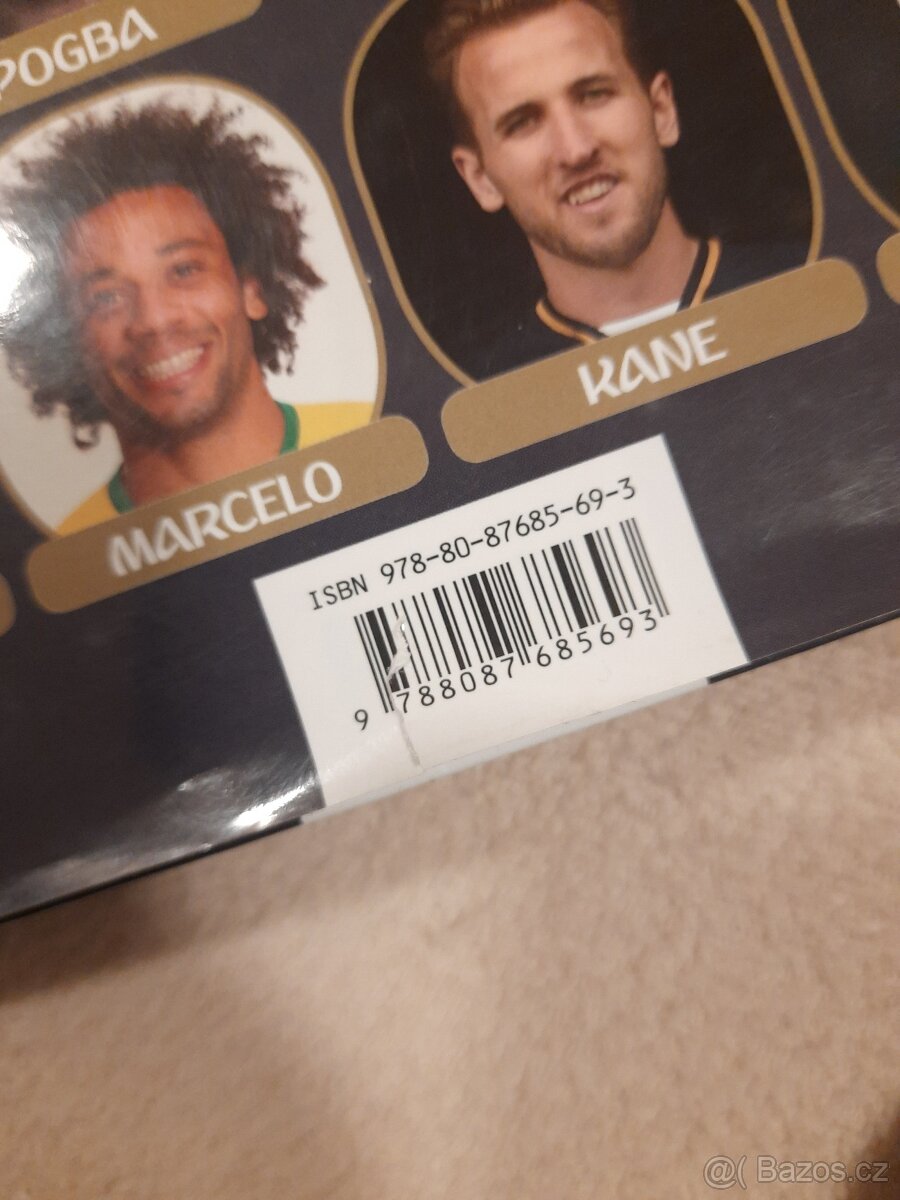 POGBA
KANE
MARCELO
ISBN 978-80-87685-69-3
9 788087 685693
@( Bazos.cz